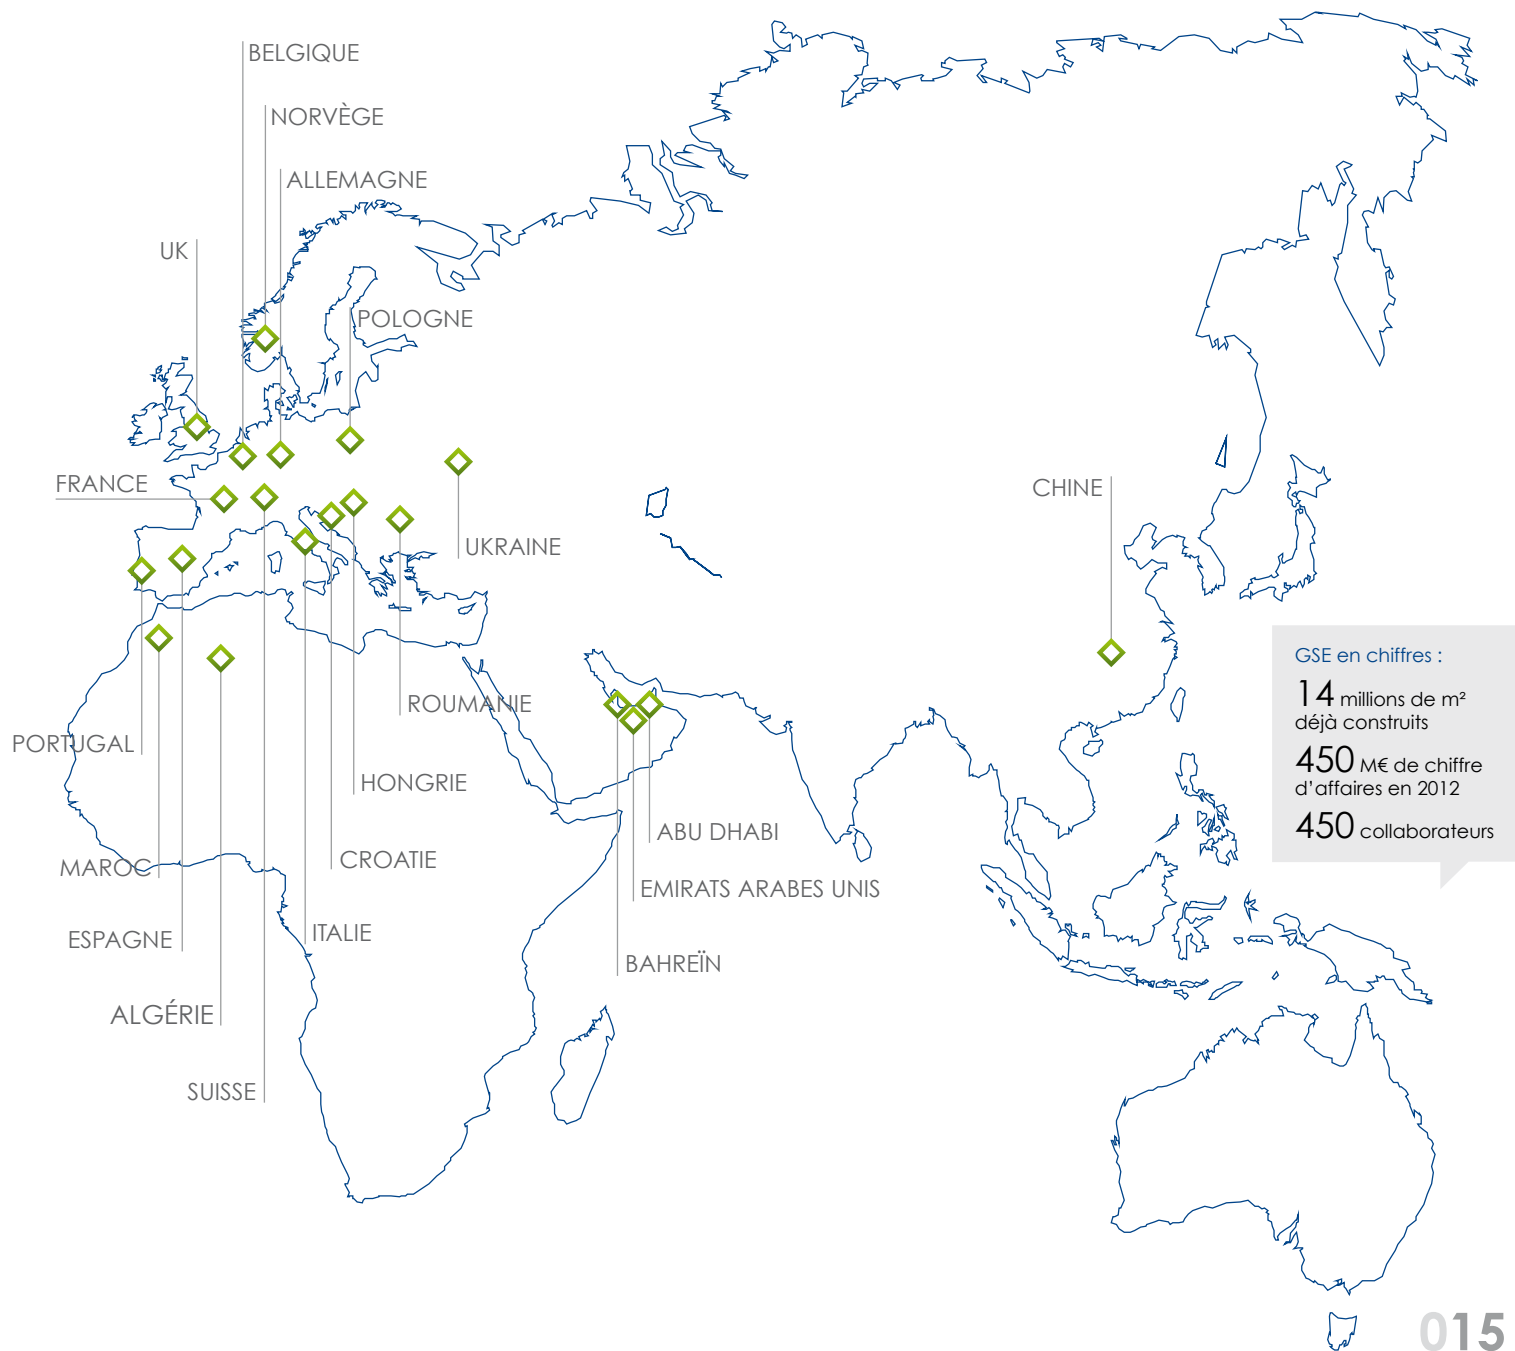 BELGIQUE
NORVÈGE
ALLEMAGNE
UK
POLOGNE
FRANCE
CHINE
UKRAINE
GSE en chiffres :
14 millions de m²
déjà construits
450 M€ de chiffre
d’affaires en 2012
450 collaborateurs
ROUMANIE
PORTUGAL
HONGRIE
ABU DHABI
CROATIE
MAROC
EMIRATS ARABES UNIS
ITALIE
ESPAGNE
BAHREÏN
ALGÉRIE
SUISSE
015